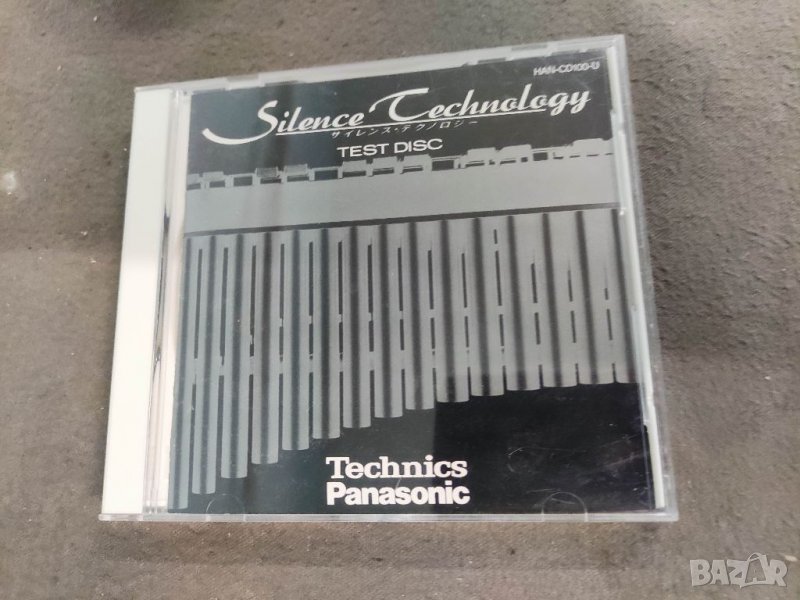 HAN-CD100-U
Silence Technology
サイレンス・テクノロジー
TEST DISC
Technics
Panasonic
BAZAR